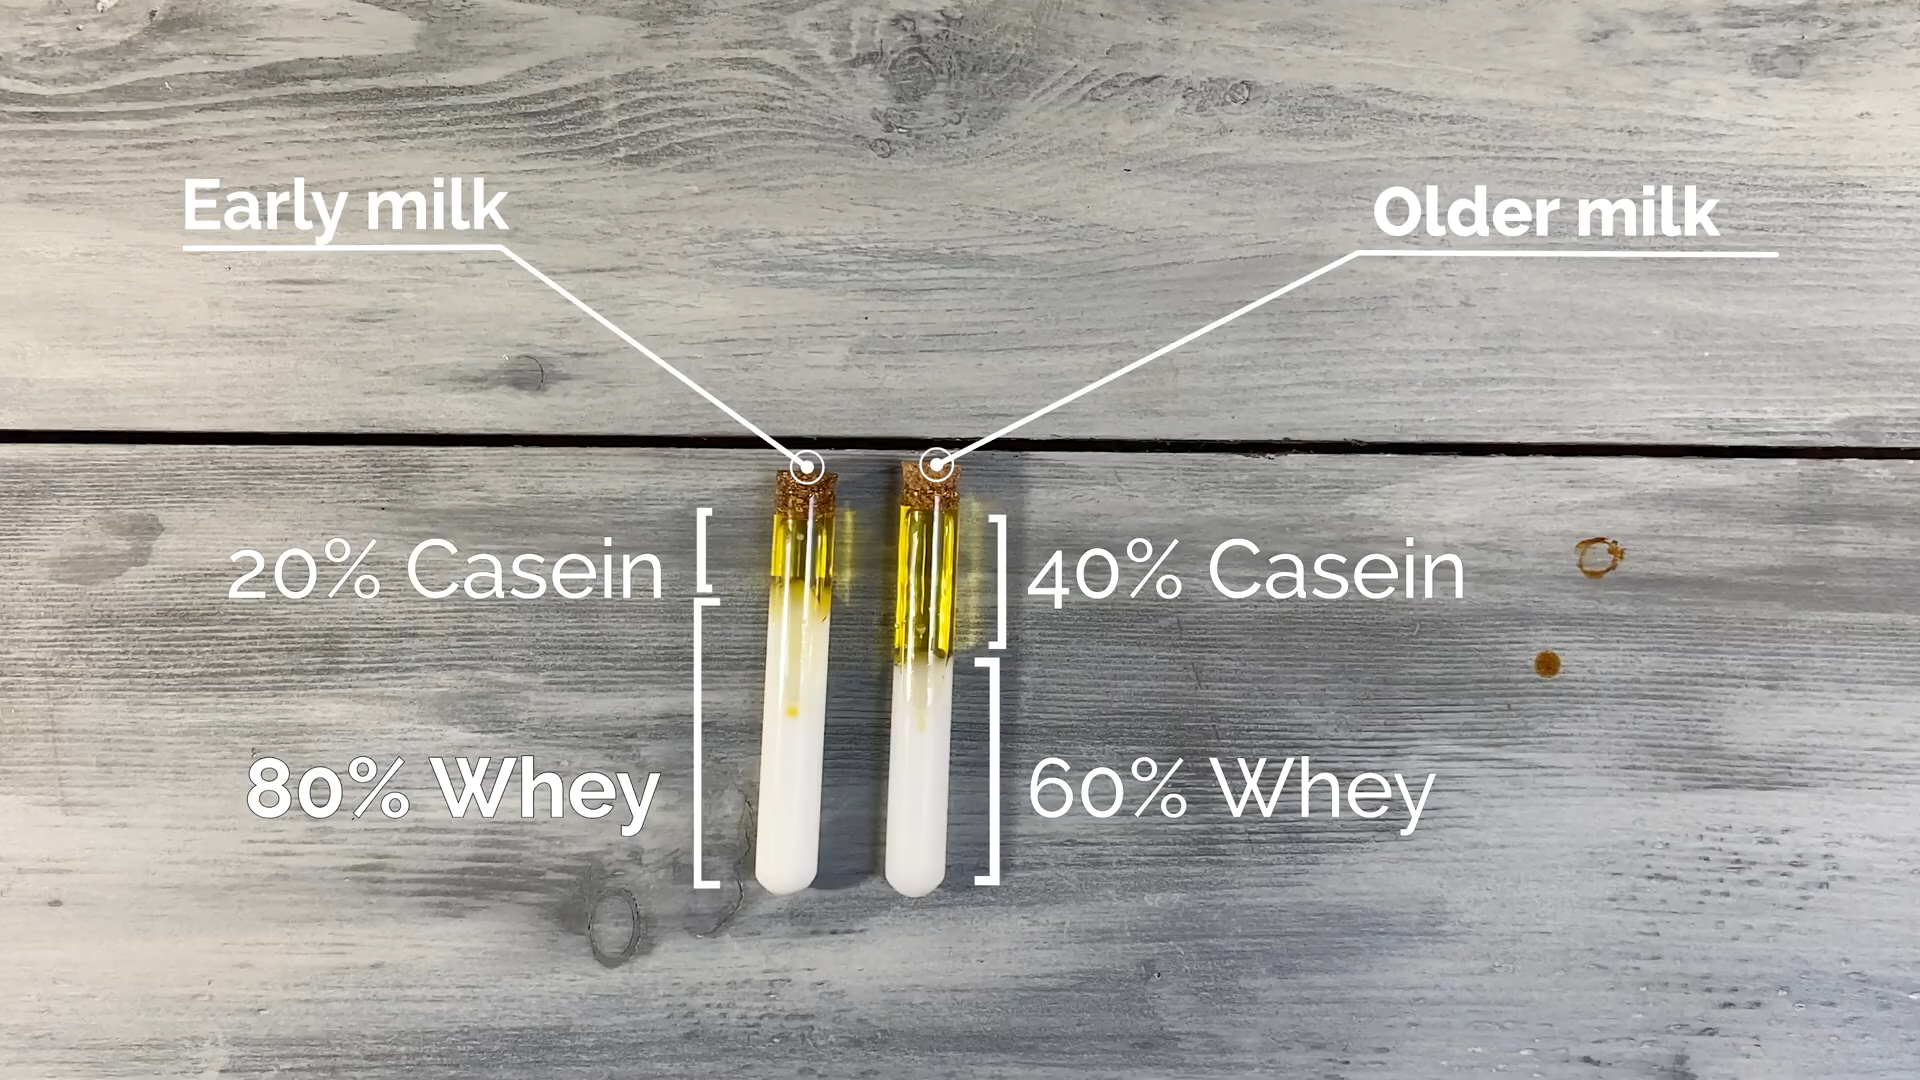 Early milk
Older milk
20% Casein
40% Casein
80% Whey
60% Whey